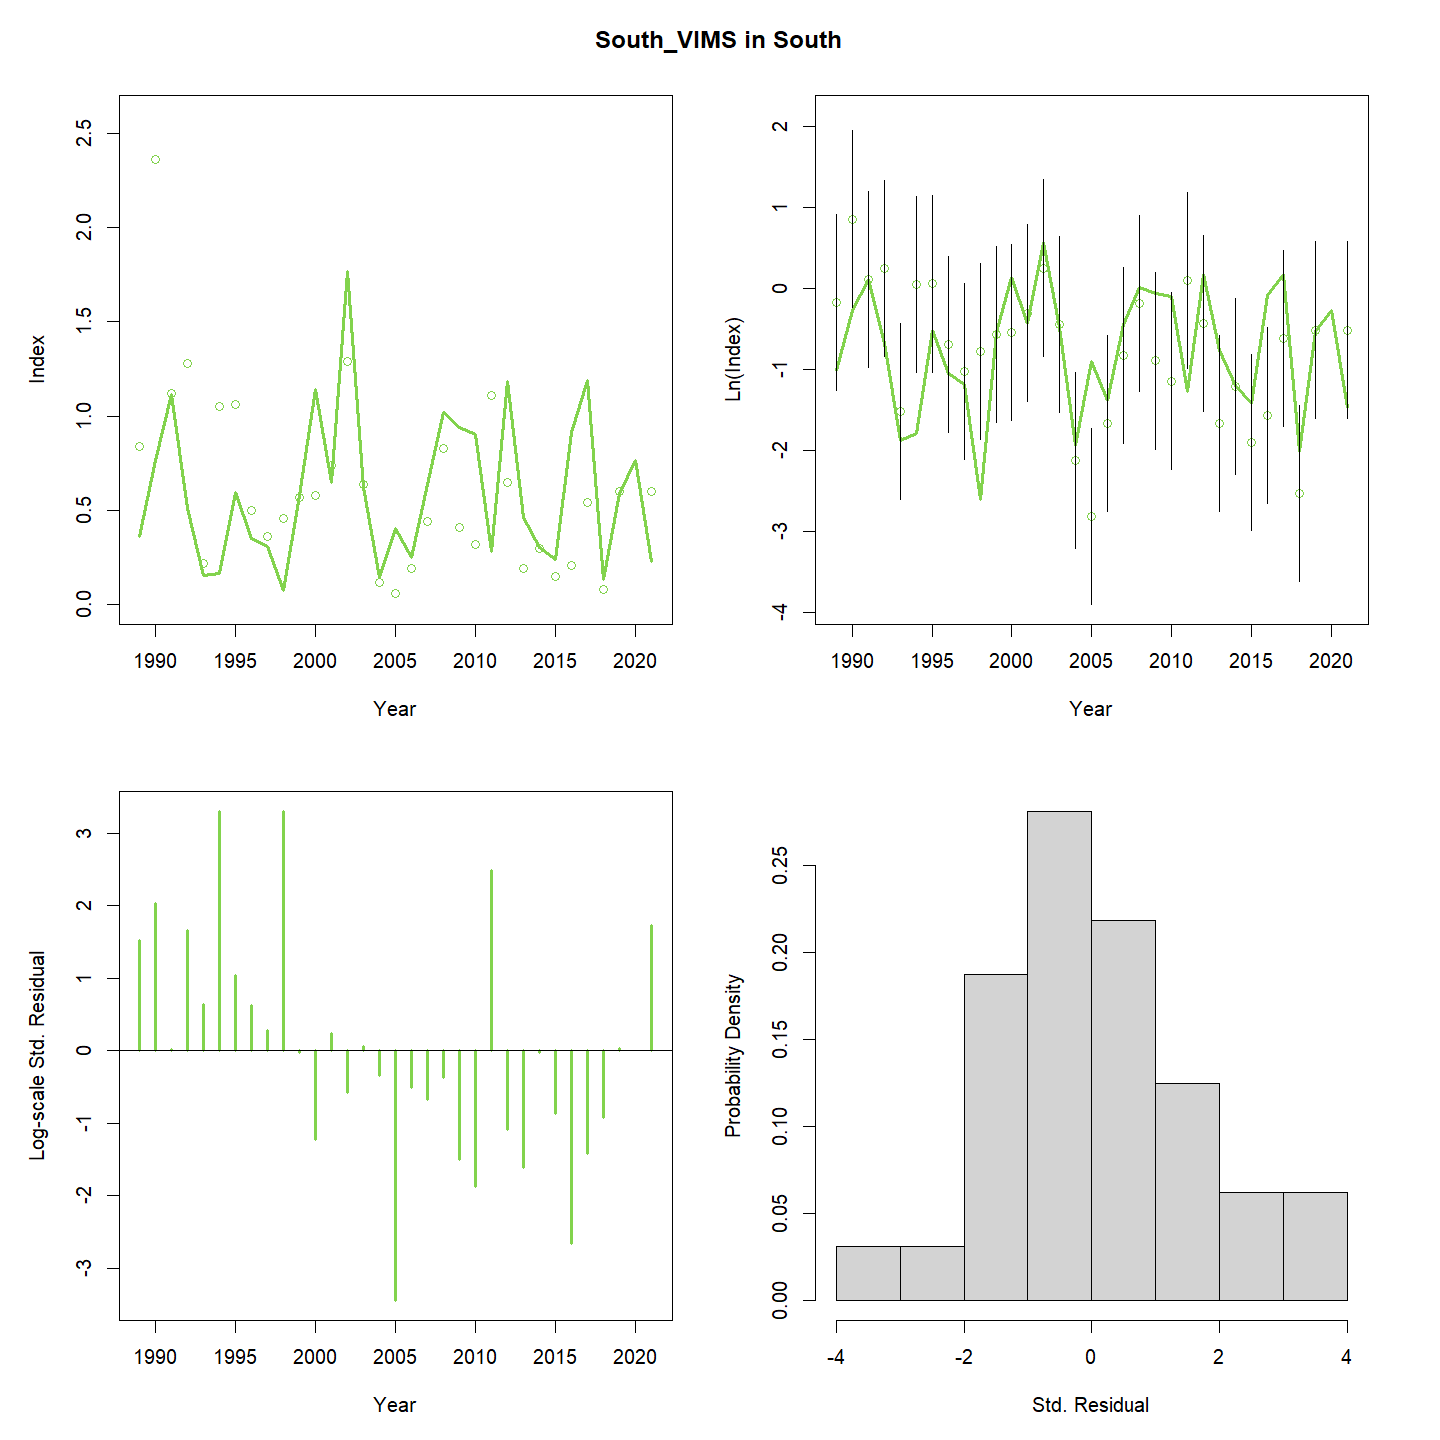 South_VIMS in South
Index
2.5
2.0
1.5
1.0
0.5
0.0
1990 1995 2000 2005 2010 2015 2020
Year
Ln(Index)
2
1
0
-1
-2
-3
-4
1990 1995 2000 2005 2010 2015 2020
Year
Log-scale Std. Residual
3
2
1
0
-1
-2
-3
1990 1995 2000 2005 2010 2015 2020
Year
Probability Density
0.25
0.20
0.15
0.10
0.05
0.00
-4 -2 0 2 4
Std. Residual